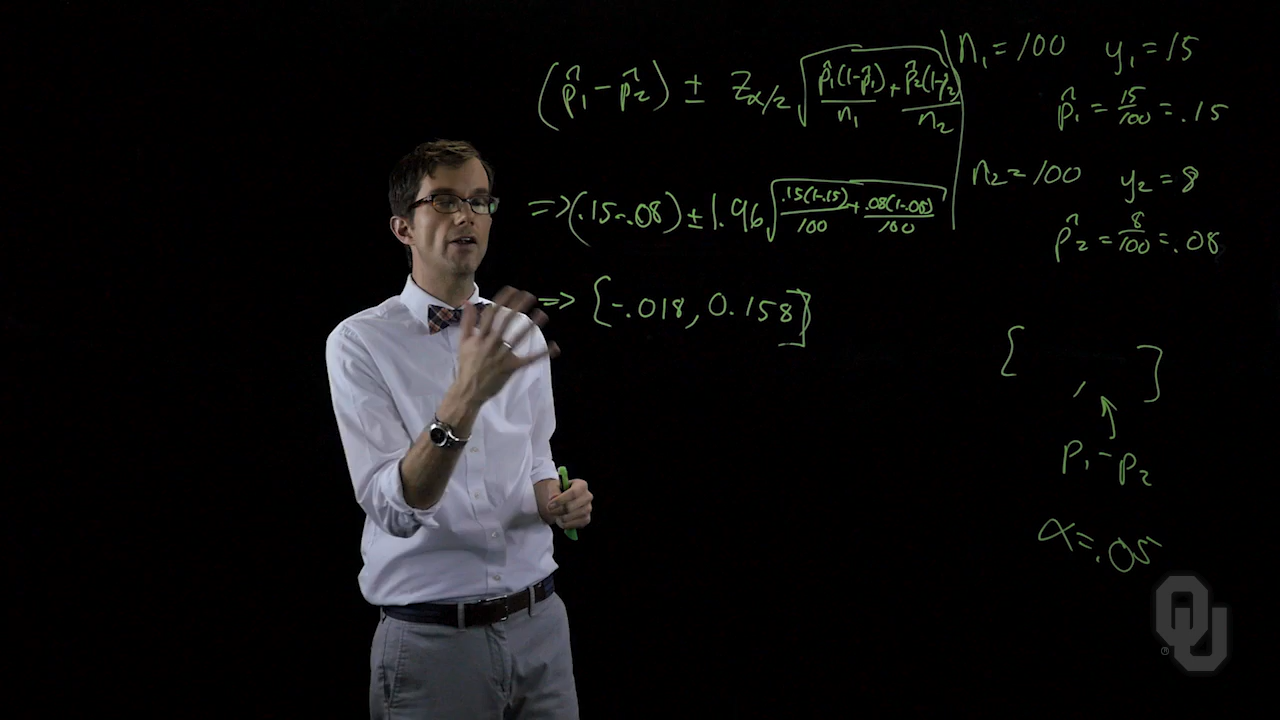 (p̂₁-p̂₂) ± Z_α/2 √(p̂₁(1-p̂₁)/n₁ + p̂₂(1-p̂₂)/n₂)
⇒ (.15-.08) ± 1.96 √(.15(1-.15)/100 + .08(1-.08)/100)
⇒ [-.018, 0.158]
n₁=100 y₁=15
p̂₁ = 15/100 = .15
n₂=100 y₂=8
p̂₂ = 8/100 = .08
[ , ]
↑
p₁-p₂
α=.05
OU
®